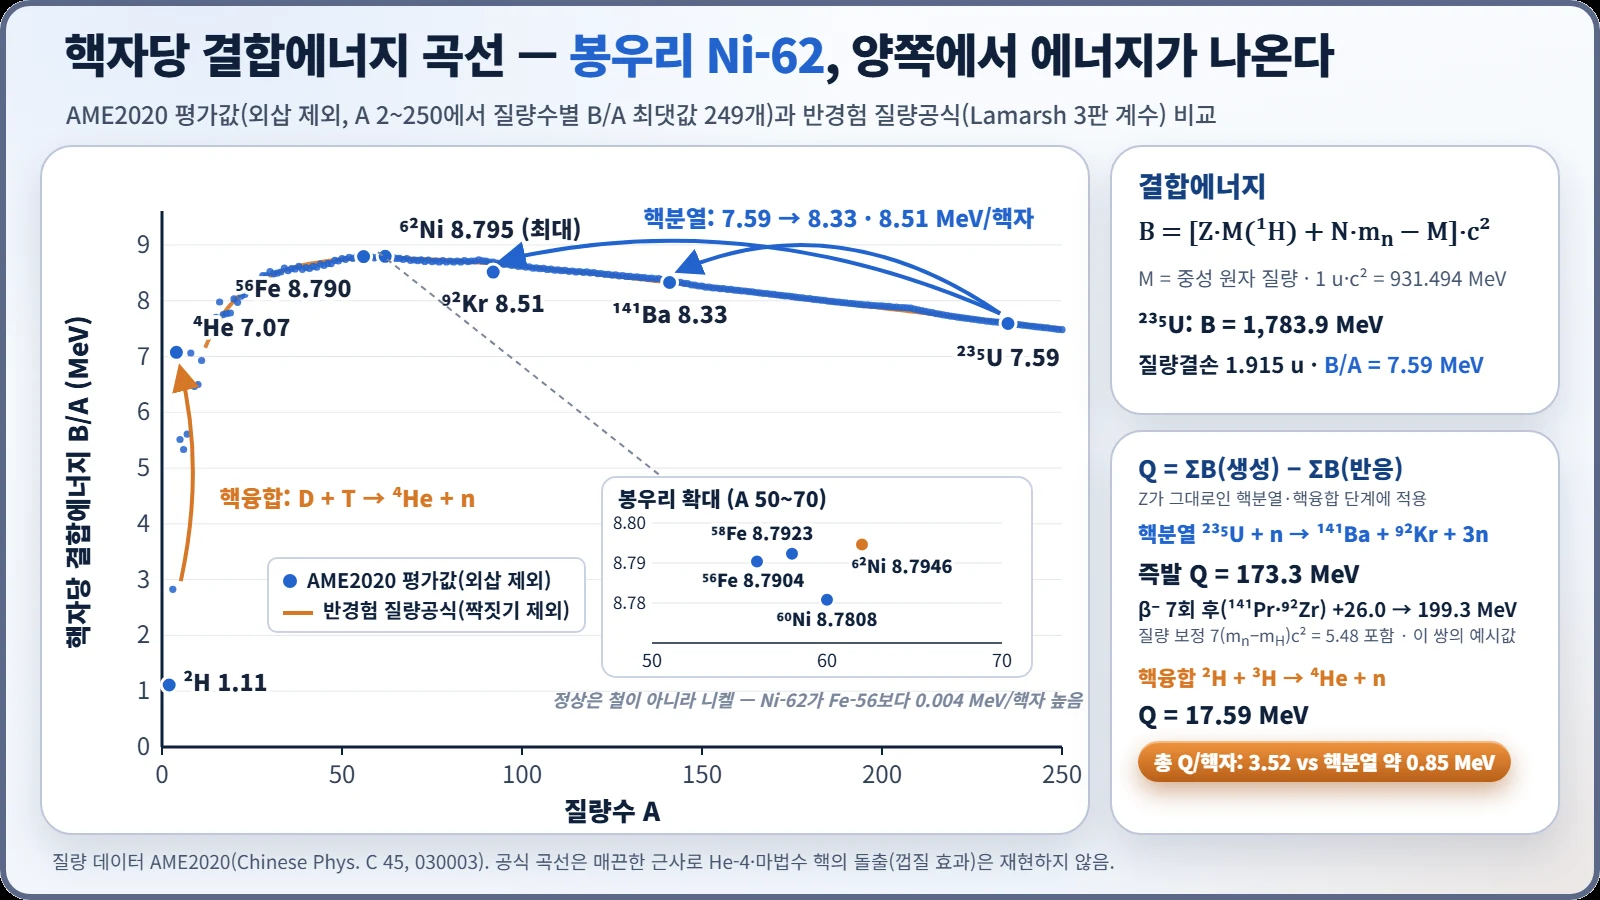 핵자당 결합에너지 곡선 — 봉우리 Ni-62, 양쪽에서 에너지가 나온다
AME2020 평가값(외삽 제외, A 2~250에서 질량수별 B/A 최댓값 249개)과 반경험 질량공식(Lamarsh 3판 계수) 비교
핵자당 결합에너지 B/A (MeV)
9
8
7
6
5
4
3
2
1
0
0
50
100
150
200
250
질량수 A
⁶²Ni 8.795 (최대)
핵분열: 7.59 → 8.33 · 8.51 MeV/핵자
⁵⁶Fe 8.790
⁹²Kr 8.51
¹⁴¹Ba 8.33
⁴He 7.07
²³⁵U 7.59
핵융합: D + T → ⁴He + n
²H 1.11
AME2020 평가값(외삽 제외)
반경험 질량공식(짝짓기 제외)
봉우리 확대 (A 50~70)
8.80
8.79
8.78
⁵⁸Fe 8.7923
⁶²Ni 8.7946
⁵⁶Fe 8.7904
⁶⁰Ni 8.7808
50
60
70
정상은 철이 아니라 니켈 — Ni-62가 Fe-56보다 0.004 MeV/핵자 높음
결합에너지
B = [Z·M(¹H) + N·mₙ − M]·c²
M = 중성 원자 질량 · 1 u·c² = 931.494 MeV
²³⁵U: B = 1,783.9 MeV
질량결손 1.915 u · B/A = 7.59 MeV
Q = ΣB(생성) − ΣB(반응)
Z가 그대로인 핵분열·핵융합 단계에 적용
핵분열 ²³⁵U + n → ¹⁴¹Ba + ⁹²Kr + 3n
즉발 Q = 173.3 MeV
β⁻ 7회 후(¹⁴¹Pr·⁹²Zr) +26.0 → 199.3 MeV
질량 보정 7(mₙ−m_H)c² = 5.48 포함 · 이 쌍의 예시값
핵융합 ²H + ³H → ⁴He + n
Q = 17.59 MeV
총 Q/핵자: 3.52 vs 핵분열 약 0.85 MeV
질량 데이터 AME2020(Chinese Phys. C 45, 030003). 공식 곡선은 매끈한 근사로 He-4·마법수 핵의 돌출(껍질 효과)은 재현하지 않음.